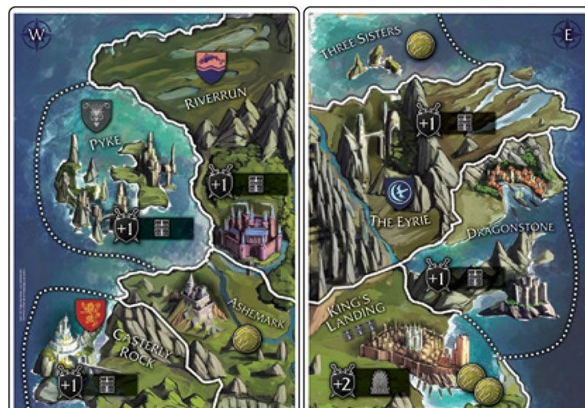 W
RIVERRUN
PYKE
+1
+1
ASHEMARK
CASTERLY
ROCK
+1
E
THREE SISTERS
+1
THE EYRIE
DRAGONSTONE
+1
KING'S
LANDING
+2